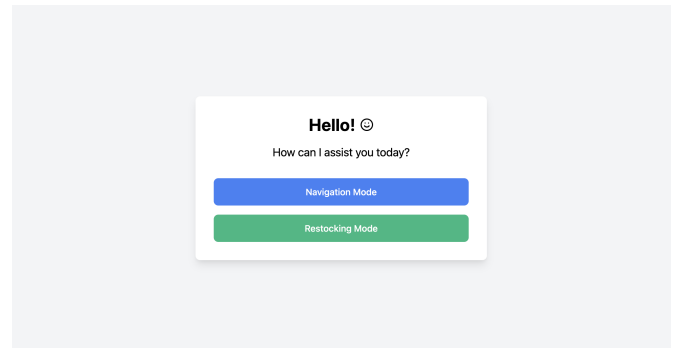 Hello! ☺
How can I assist you today?
Navigation Mode
Restocking Mode